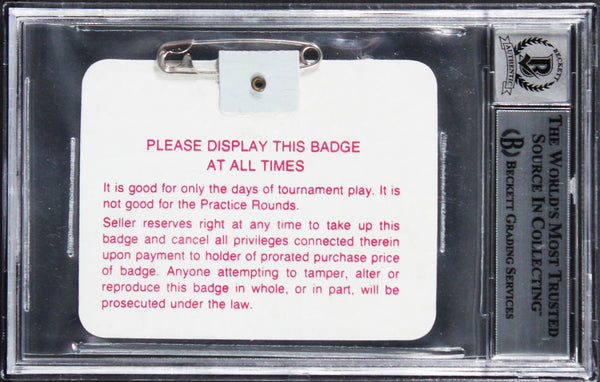 PLEASE DISPLAY THIS BADGE
AT ALL TIMES
It is good for only the days of tournament play. It is
not good for the Practice Rounds.
Seller reserves right at any time to take up this
badge and cancel all privileges connected therein
upon payment to holder of prorated purchase price
of badge. Anyone attempting to tamper, alter or
reproduce this badge in whole, or in part, will be
prosecuted under the law.
BECKETT
B
AUTHENTIC
THE WORLD'S MOST TRUSTED
SOURCE IN COLLECTING™
B BECKETT GRADING SERVICES